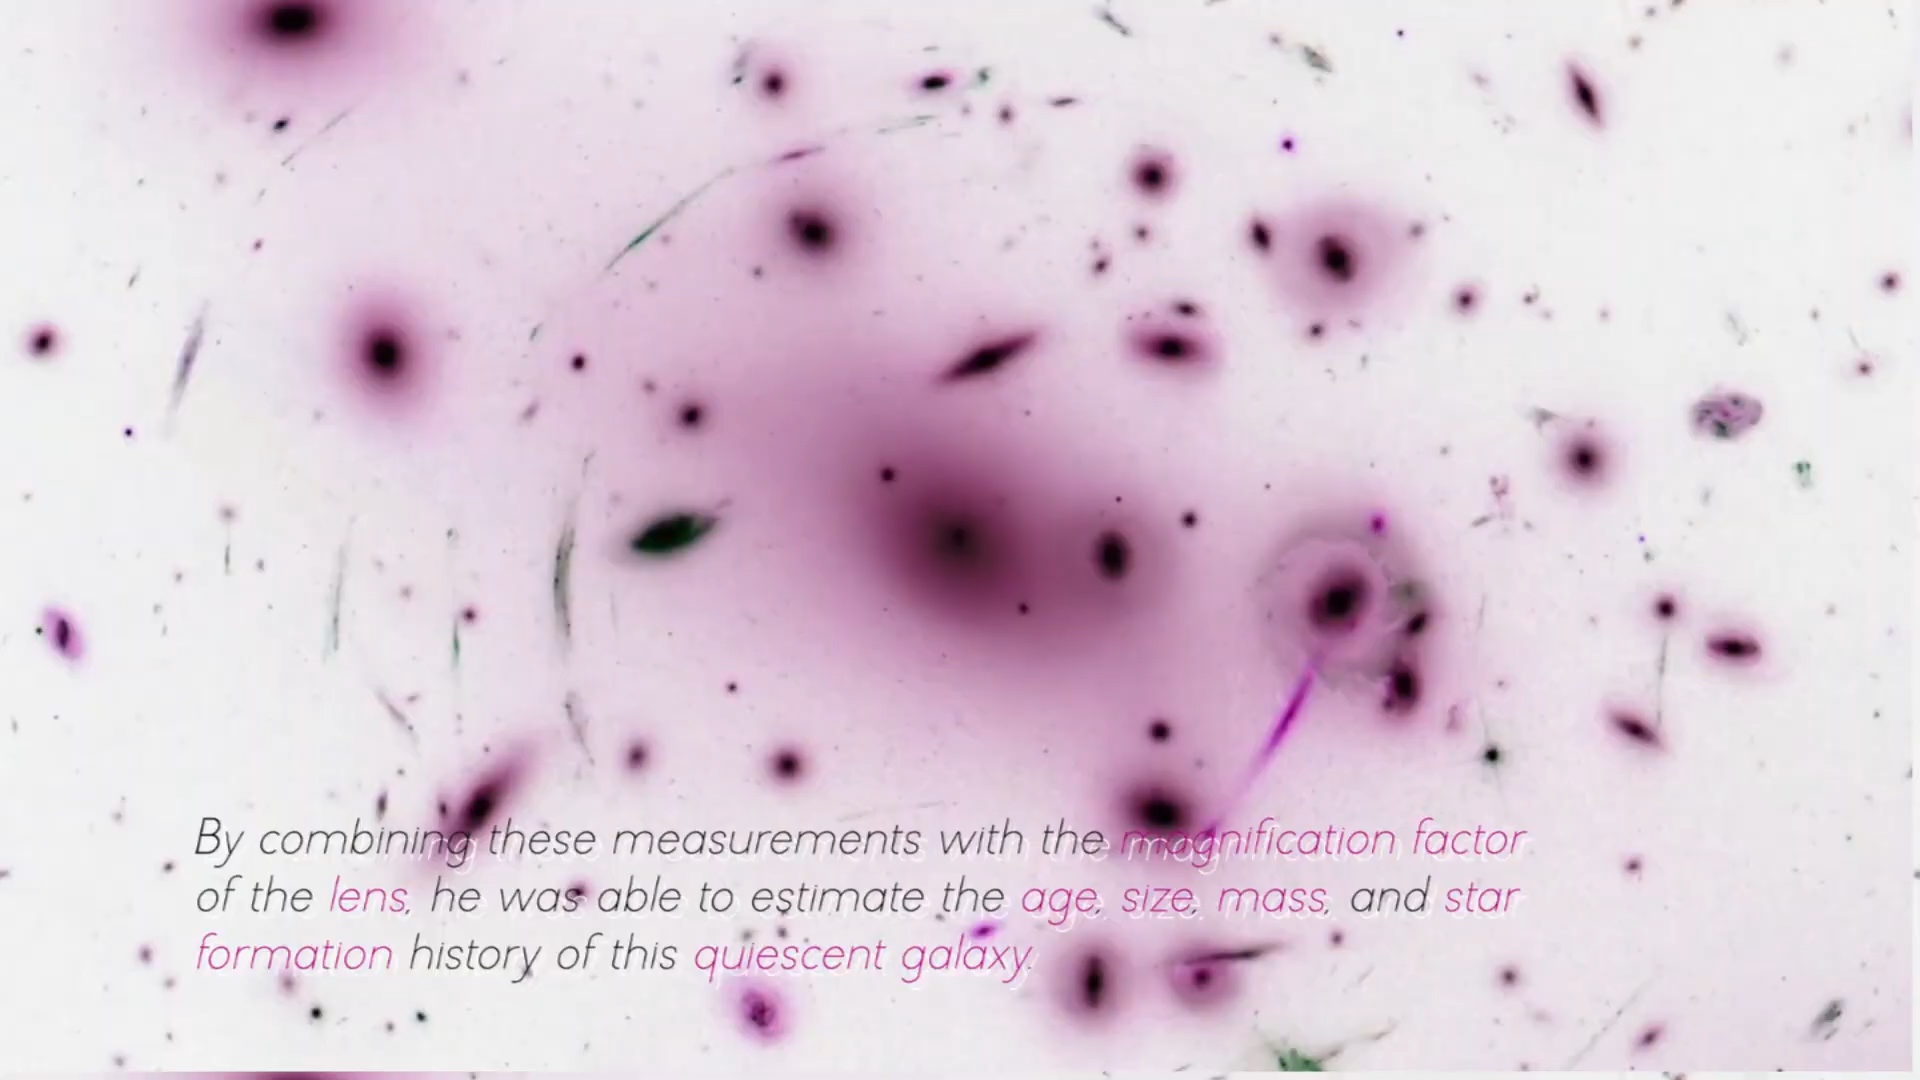 By combining these measurements with the magnification factor
of the lens, he was able to estimate the age, size, mass, and star
formation history of this quiescent galaxy.